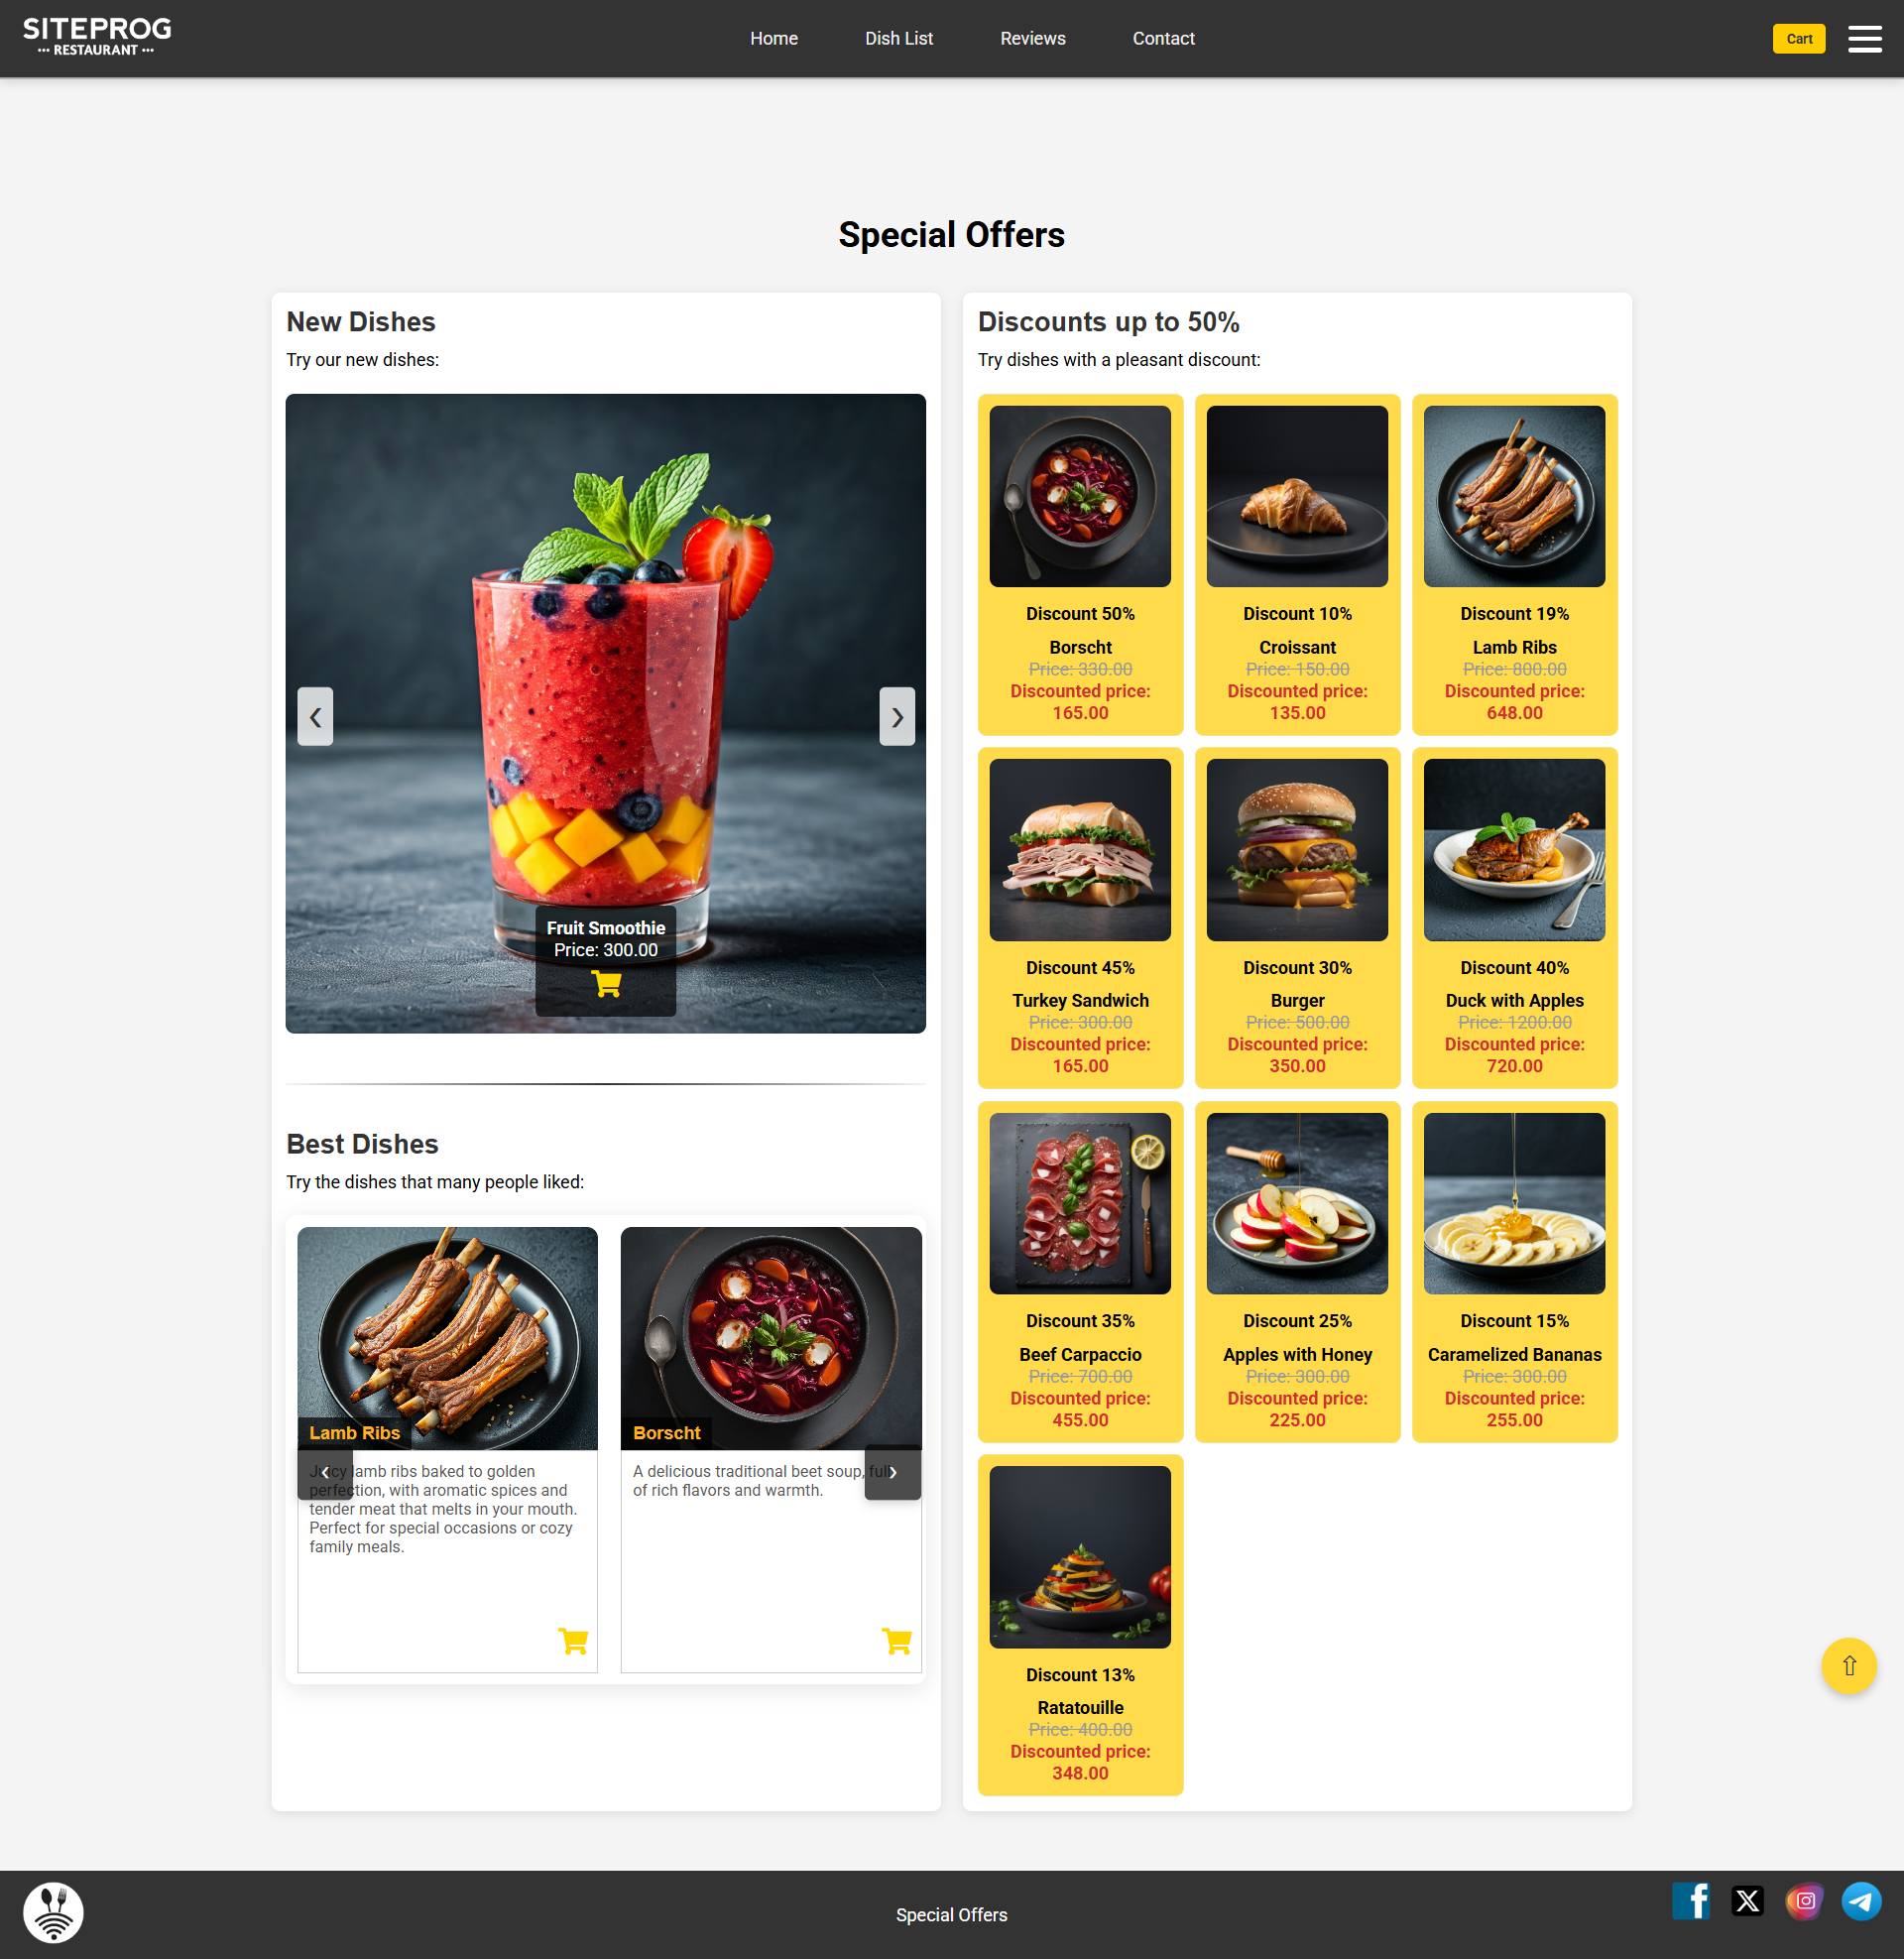 SITEPROG
··· RESTAURANT ···
Home
Dish List
Reviews
Contact
Cart
Special Offers
New Dishes
Try our new dishes:
❮
❯
Fruit Smoothie
Price: 300.00
Best Dishes
Try the dishes that many people liked:
Lamb Ribs
Juicy lamb ribs baked to golden
perfection, with aromatic spices and
tender meat that melts in your mouth.
Perfect for special occasions or cozy
family meals.
Borscht
A delicious traditional beet soup, full
of rich flavors and warmth.
Discounts up to 50%
Try dishes with a pleasant discount:
Discount 50%
Borscht
Price: 330.00
Discounted price:
165.00
Discount 10%
Croissant
Price: 150.00
Discounted price:
135.00
Discount 19%
Lamb Ribs
Price: 800.00
Discounted price:
648.00
Discount 45%
Turkey Sandwich
Price: 300.00
Discounted price:
165.00
Discount 30%
Burger
Price: 500.00
Discounted price:
350.00
Discount 40%
Duck with Apples
Price: 1200.00
Discounted price:
720.00
Discount 35%
Beef Carpaccio
Price: 700.00
Discounted price:
455.00
Discount 25%
Apples with Honey
Price: 300.00
Discounted price:
225.00
Discount 15%
Caramelized Bananas
Price: 300.00
Discounted price:
255.00
Discount 13%
Ratatouille
Price: 400.00
Discounted price:
348.00
⇧
Special Offers